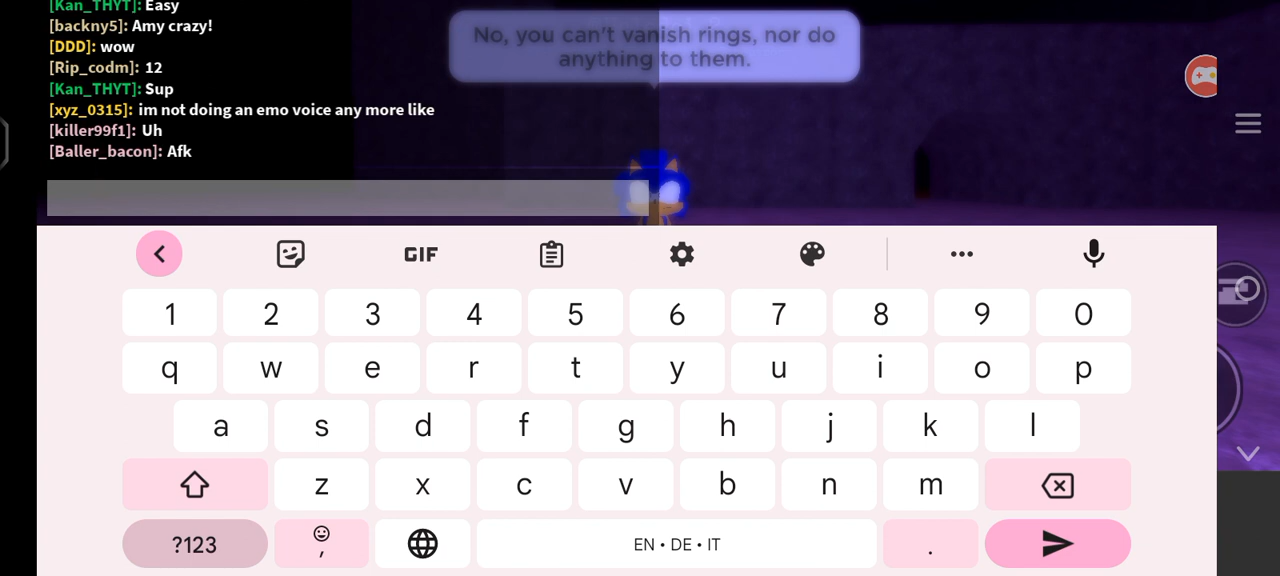 [Kan_THYT]: Easy
[backny5]: Amy crazy!
[DDD]: wow
[Rip_codm]: 12
[Kan_THYT]: Sup
[xyz_0315]: im not doing an emo voice any more like
[killer99f1]: Uh
[Baller_bacon]: Afk
No, you can't vanish rings, nor do
anything to them.
GIF
1 2 3 4 5 6 7 8 9 0
q w e r t y u i o p
a s d f g h j k l
z x c v b n m
?123 , EN • DE • IT .